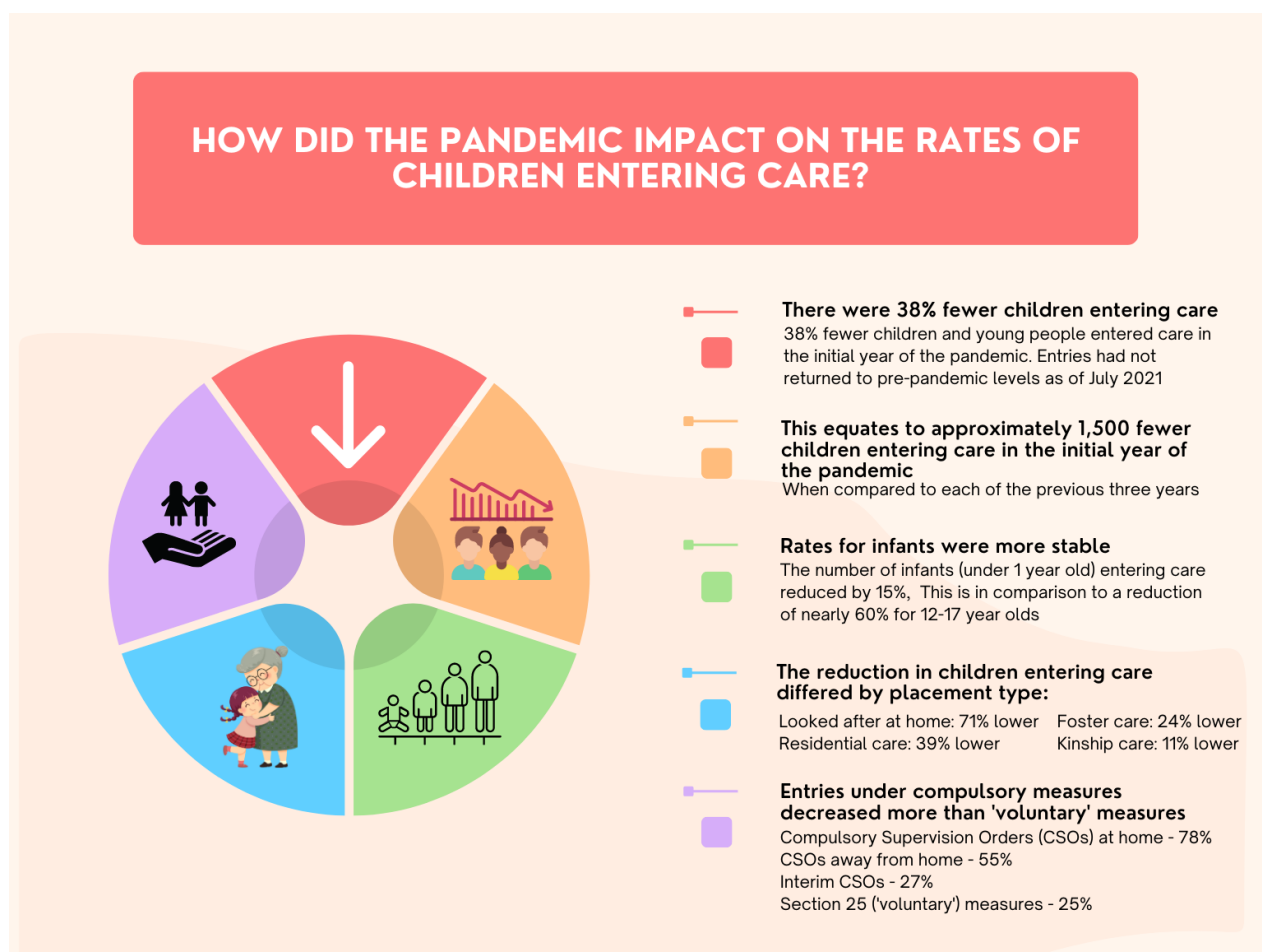 HOW DID THE PANDEMIC IMPACT ON THE RATES OF
CHILDREN ENTERING CARE?
There were 38% fewer children entering care
38% fewer children and young people entered care in
the initial year of the pandemic. Entries had not
returned to pre-pandemic levels as of July 2021
This equates to approximately 1,500 fewer
children entering care in the initial year of
the pandemic
When compared to each of the previous three years
Rates for infants were more stable
The number of infants (under 1 year old) entering care
reduced by 15%,  This is in comparison to a reduction
of nearly 60% for 12-17 year olds
The reduction in children entering care
differed by placement type:
Looked after at home: 71% lower   Foster care: 24% lower
Residential care: 39% lower   Kinship care: 11% lower
Entries under compulsory measures
decreased more than 'voluntary' measures
Compulsory Supervision Orders (CSOs) at home - 78%
CSOs away from home - 55%
Interim CSOs - 27%
Section 25 ('voluntary') measures - 25%